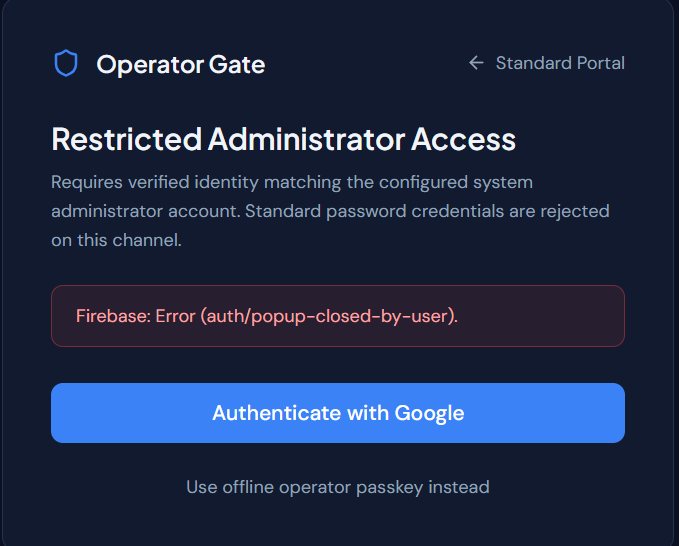 Operator Gate
← Standard Portal
Restricted Administrator Access
Requires verified identity matching the configured system
administrator account. Standard password credentials are rejected
on this channel.
Firebase: Error (auth/popup-closed-by-user).
Authenticate with Google
Use offline operator passkey instead